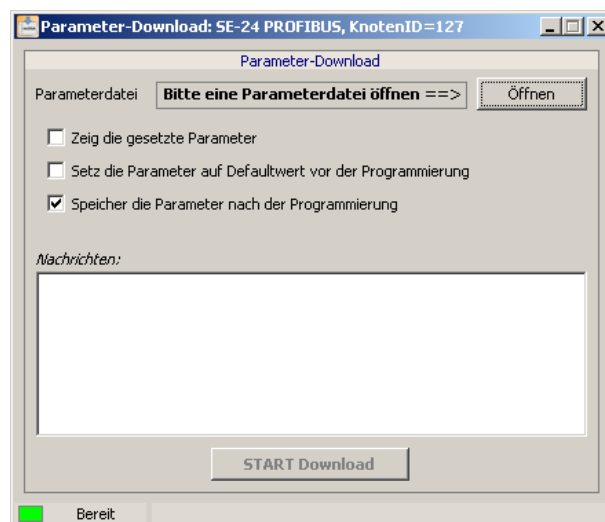 Parameter-Download: SE-24 PROFIBUS, KnotenID=127
Parameter-Download
Parameterdatei Bitte eine Parameterdatei öffnen ==> Öffnen
Zeig die gesetzte Parameter
Setz die Parameter auf Defaultwert vor der Programmierung
Speicher die Parameter nach der Programmierung
Nachrichten:
START Download
Bereit